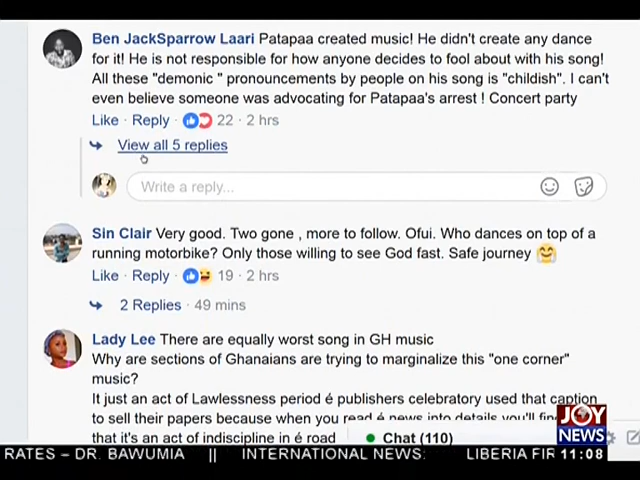 Ben JackSparrow Laari Patapaa created music! He didn't create any dance
for it! He is not responsible for how anyone decides to fool about with his song!
All these "demonic " pronouncements by people on his song is "childish". I can't
even believe someone was advocating for Patapaa's arrest ! Concert party
Like · Reply · 22 · 2 hrs
View all 5 replies
Write a reply...
Sin Clair Very good. Two gone , more to follow. Ofui. Who dances on top of a
running motorbike? Only those willing to see God fast. Safe journey
Like · Reply · 19 · 2 hrs
2 Replies · 49 mins
Lady Lee There are equally worst song in GH music
Why are sections of Ghanaians are trying to marginalize this "one corner"
music?
It just an act of Lawlessness period é publishers celebratory used that caption
to sell their papers because when you read é news into details you'll
that it's an act of indiscipline in é road
Chat (110)
JOY
NEWS
RATES – DR. BAWUMIA || INTERNATIONAL NEWS: LIBERIA FIR
11:08